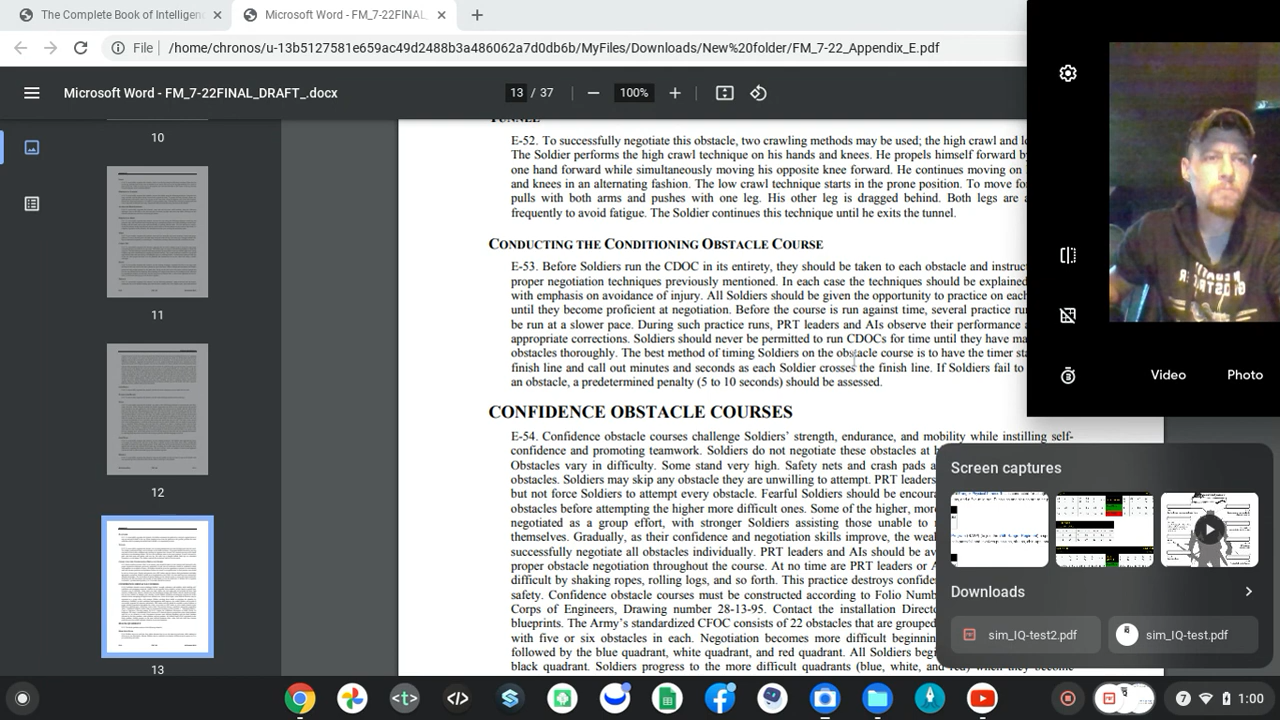 The Complete Book of Intelligen
Microsoft Word - FM_7-22FINAL_
File
/home/chronos/u-13b5127581e659ac49d2488b3a486062a7d0db6b/MyFiles/Downloads/New%20folder/FM_7-22_Appendix_E.pdf
Microsoft Word - FM_7-22FINAL_DRAFT_.docx
13 / 37
100%
10
11
12
13
TUNNEL
E-52. To successfully negotiate this obstacle, two crawling methods may be used; the high crawl and l
The Soldier performs the high crawl technique on his hands and knees. He propels himself forward b
one hand forward while simultaneously moving his opposite knee forward. He continues moving on
and knees in an alternating fashion. The low crawl technique starts in the prone position. To move fo
pulls with both arms and pushes with one leg. His other leg is dragged behind. Both legs are a
frequently to avoid fatigue. The Soldier continues this technique until he exits the tunnel.
CONDUCT OF THE CONDITIONING OBSTACLE COURSE
E-53. Before Soldiers run the CDOC in its entirety, they should be taken to each obstacle and instruc
proper negotiation techniques previously mentioned. In each case the techniques should be explained
with emphasis on avoidance of injury. All Soldiers should be given the opportunity to practice on each
until they become proficient at negotiation. Before the course is run against time, several practice ru
be run at a slower pace. During such practice runs, PRT leaders and AIs observe their performance a
appropriate corrections. Soldiers should never be permitted to run CDOCs for time until they have ma
obstacles thoroughly. The best method of timing Soldiers on the obstacle course is to have the timer sta
finish line and call out minutes and seconds as each Soldier crosses the finish line. If Soldiers fail to
an obstacle, a predetermined penalty (5 to 10 seconds) should be assessed.
CONFIDENCE OBSTACLE COURSES
E-54. Confidence obstacle courses challenge Soldiers' strength, endurance, and mobility while instilling self-
confidence and promoting teamwork. Soldiers do not negotiate these obstacles at h
Obstacles vary in difficulty. Some stand very high. Safety nets and crash pads a
obstacles. Soldiers may skip any obstacle they are unwilling to attempt. PRT leaders
but not force Soldiers to attempt every obstacle. Fearful Soldiers should be encoura
obstacles before attempting the higher more difficult ones. Some of the higher, more
negotiated as a group effort, with stronger Soldiers assisting those unable to n
themselves. Gradually, as their confidence and negotiation skills improve, the weak
successfully negotiate all obstacles individually. PRT leaders and AIs should be av
proper obstacle negotiation throughout the course. At no time are PRT leaders or A
difficult by shaking ropes, rolling logs, and so forth. This practice destroys confiden
safety. Confidence obstacle courses must be constructed according to Folio Num
Corps of Engineers, Drawing number 28-13-95. Contact the installation Directo
blueprints. The Army's standardized CFOC consists of 22 obstacles that are grouped
with five or six obstacles in each. Negotiation becomes more difficult beginnin
followed by the blue quadrant, white quadrant, and red quadrant. All Soldiers begi
black quadrant. Soldiers progress to the more difficult quadrants (blue, white, and red) when they become
Video
Photo
Screen captures
Downloads
sim_IQ-test2.pdf
sim_IQ-test.pdf
7
1:00